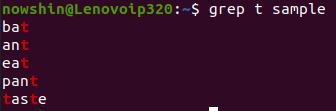 nowshin@Lenovoip320:~$ grep t sample
bat
ant
eat
pant
taste